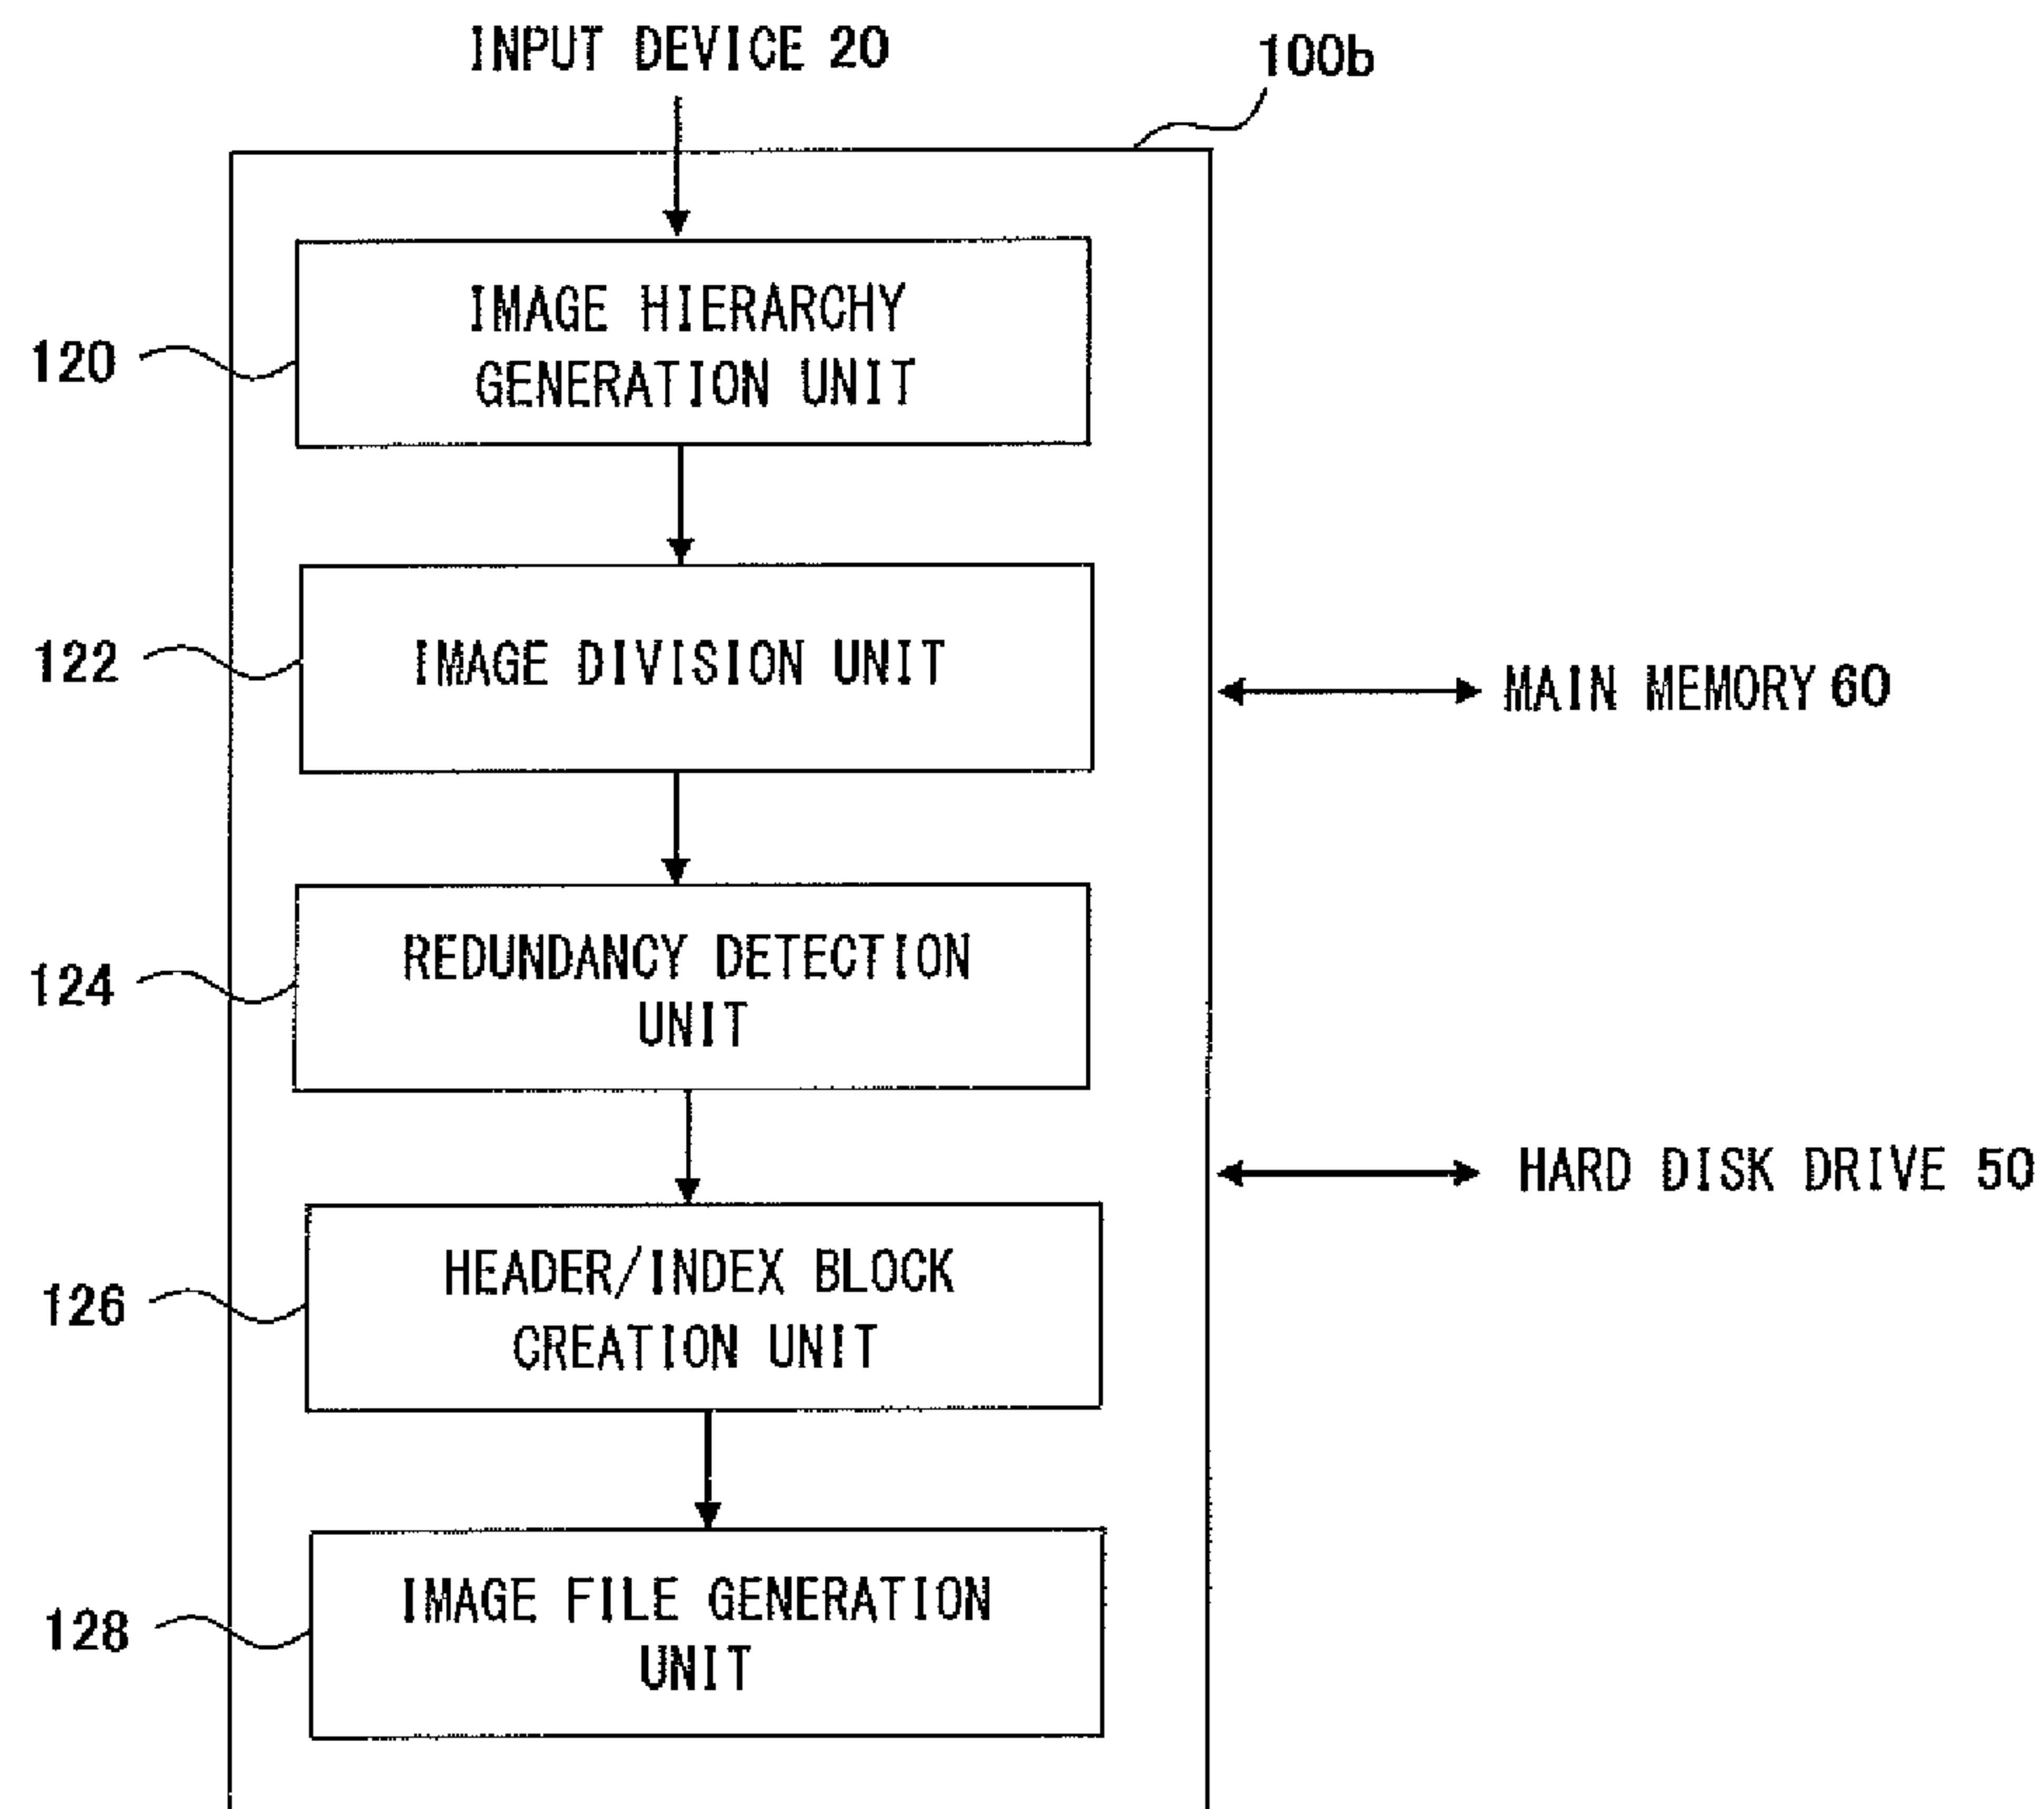 INPUT DEVICE 20
100b
IMAGE HIERARCHY
GENERATION UNIT
120
IMAGE DIVISION UNIT
122
MAIN MEMORY 60
REDUNDANCY DETECTION
UNIT
124
HARD DISK DRIVE 50
HEADER/INDEX BLOCK
CREATION UNIT
126
IMAGE FILE GENERATION
UNIT
128